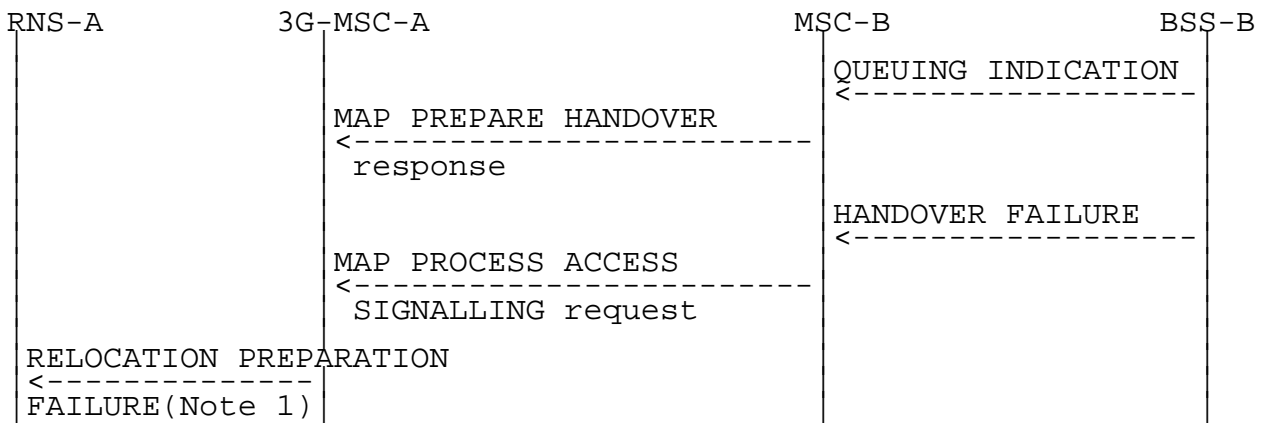 RNS-A 3G-MSC-A MSC-B BSS-B
QUEUING INDICATION
MAP PREPARE HANDOVER
response
HANDOVER FAILURE
MAP PROCESS ACCESS
SIGNALLING request
RELOCATION PREPARATION
FAILURE(Note 1)